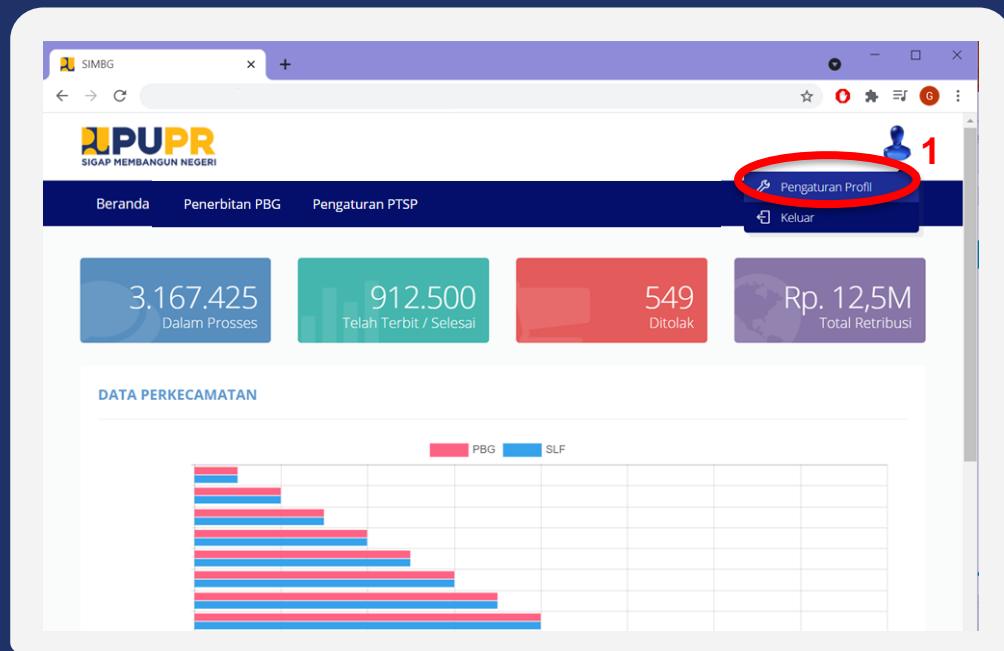 SIMBG
G
PUPR
SIGAP MEMBANGUN NEGERI
1
Pengaturan Profil
Keluar
Beranda Penerbitan PBG Pengaturan PTSP
3.167.425
Dalam Prosses
912.500
Telah Terbit / Selesai
549
Ditolak
Rp. 12,5M
Total Retribusi
DATA PERKECAMATAN
PBG SLF